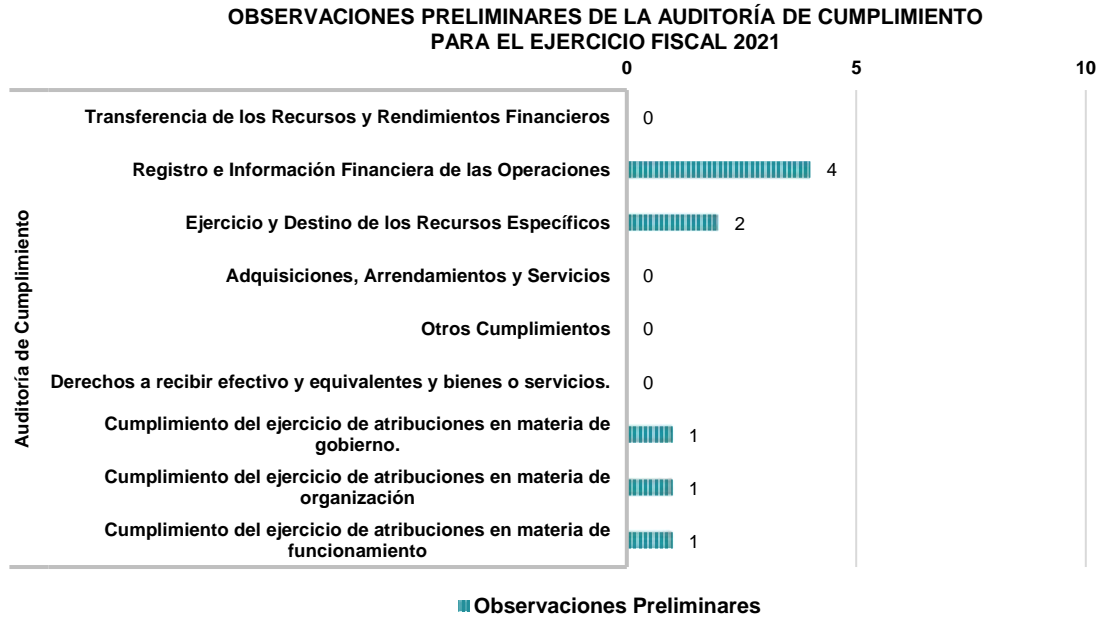 OBSERVACIONES PRELIMINARES DE LA AUDITORÍA DE CUMPLIMIENTO
PARA EL EJERCICIO FISCAL 2021
0 5 10
Auditoría de Cumplimiento
Transferencia de los Recursos y Rendimientos Financieros 0
Registro e Información Financiera de las Operaciones 4
Ejercicio y Destino de los Recursos Específicos 2
Adquisiciones, Arrendamientos y Servicios 0
Otros Cumplimientos 0
Derechos a recibir efectivo y equivalentes y bienes o servicios. 0
Cumplimiento del ejercicio de atribuciones en materia de
gobierno. 1
Cumplimiento del ejercicio de atribuciones en materia de
organización 1
Cumplimiento del ejercicio de atribuciones en materia de
funcionamiento 1
Observaciones Preliminares